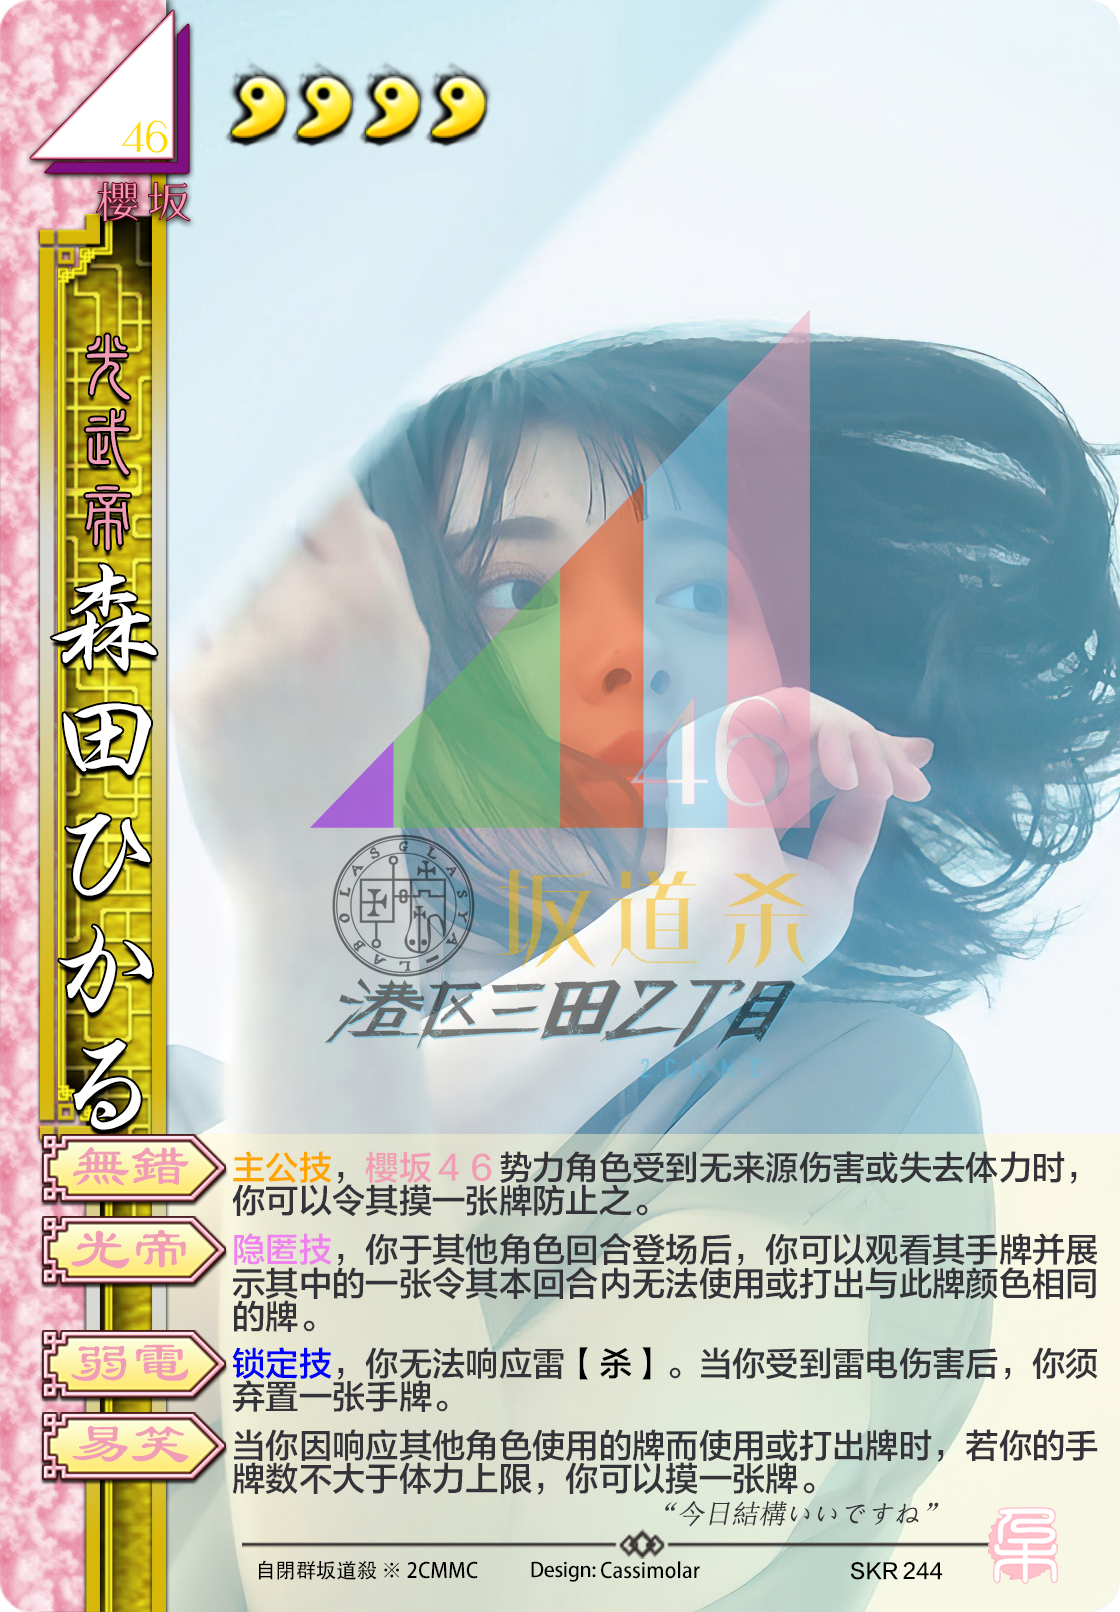 46
櫻坂
光武帝
森田ひかる
46
GLASYA LABOLAS
坂道杀
港区三田乙丁目
2CMMC
無錯
主公技，櫻坂４６势力角色受到无来源伤害或失去体力时，
你可以令其摸一张牌防止之。
光帝
隐匿技，你于其他角色回合登场后，你可以观看其手牌并展
示其中的一张令其本回合内无法使用或打出与此牌颜色相同
的牌。
弱電
锁定技，你无法响应雷【杀】。当你受到雷电伤害后，你须
弃置一张手牌。
易笑
当你因响应其他角色使用的牌而使用或打出牌时，若你的手
牌数不大于体力上限，你可以摸一张牌。
“今日結構いいですね”
自閉群坂道殺 ※ 2CMMC Design: Cassimolar SKR 244